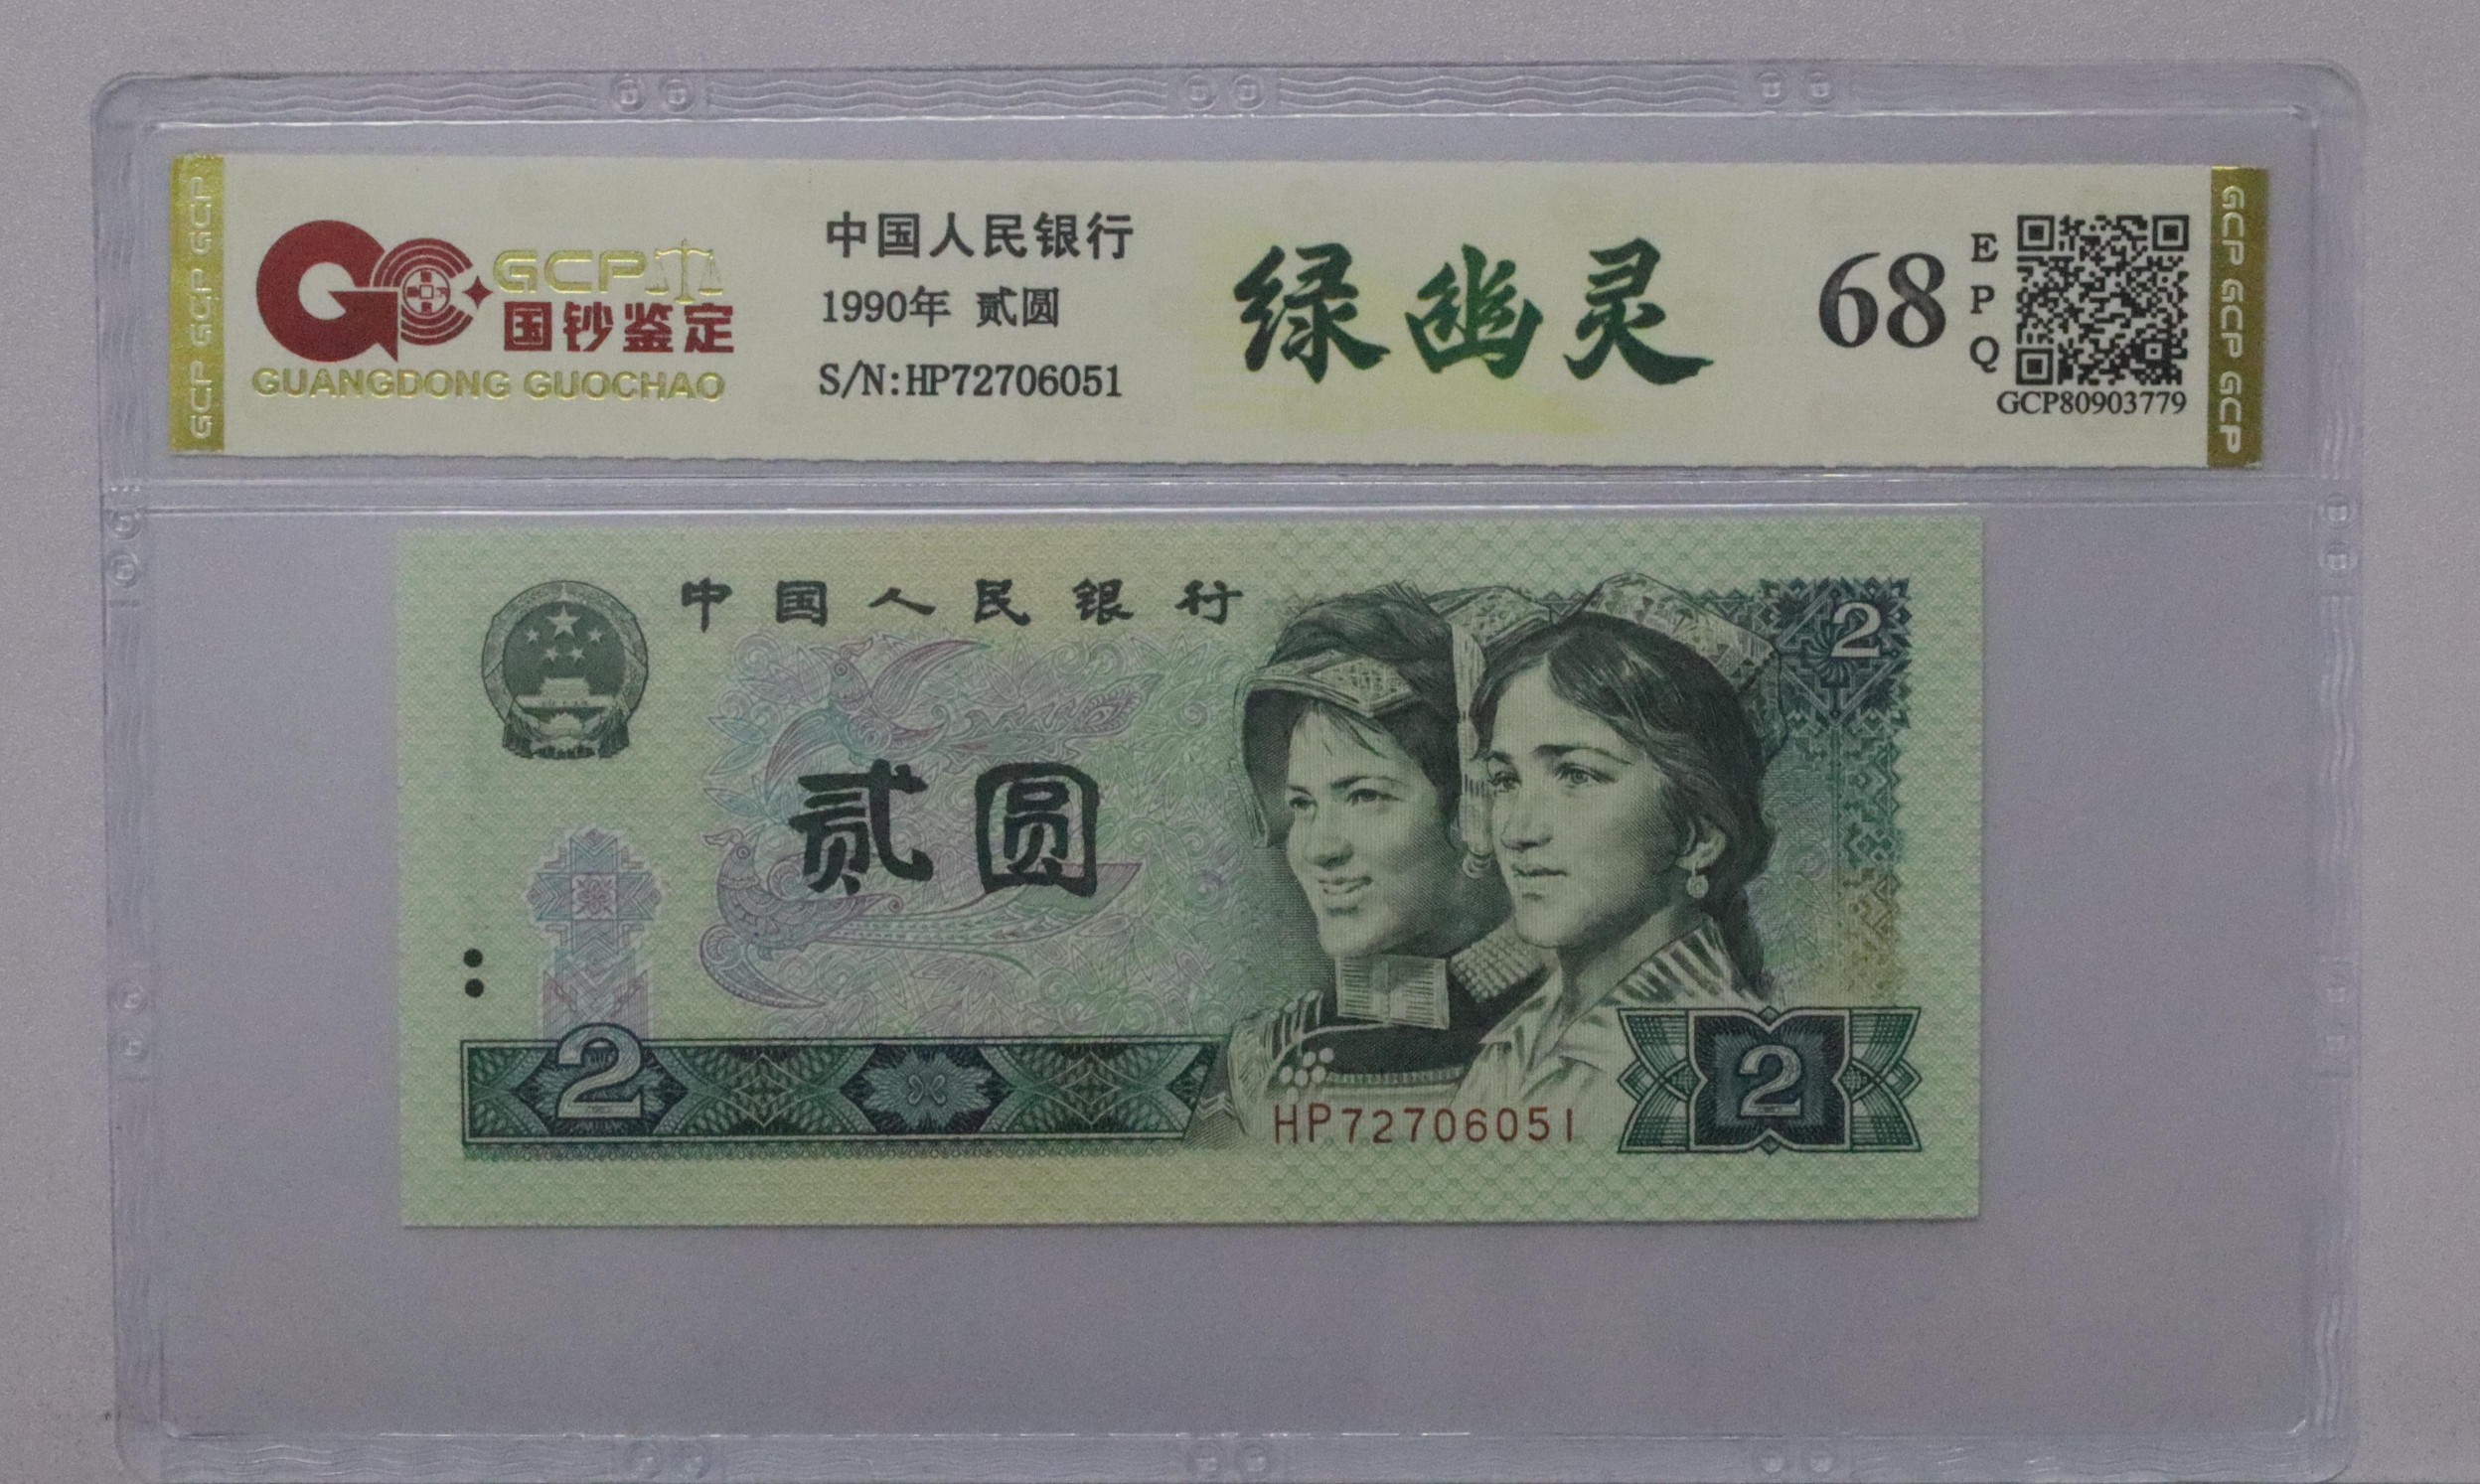 GCP GCP GCP
GCP
国钞鉴定
GUANGDONG GUOCHAO
中国人民银行
1990年 贰圆
S/N:HP72706051
绿幽灵
68
EPQ
GCP80903779
GCP GCP GCP
中国人民银行
2
贰圆
2
HP72706051
2